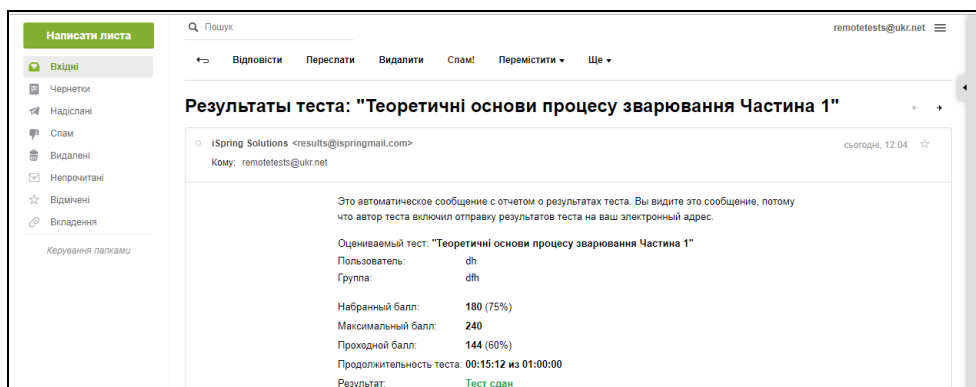 Написати листа
Вхідні
Чернетки
Надіслані
Спам
Видалені
Непрочитані
Відмічені
Вкладення
Керування папками
Пошук
remotetests@ukr.net
Відповісти Переслати Видалити Спам! Перемістити Ще
Результаты теста: "Теоретичні основи процесу зварювання Частина 1"
iSpring Solutions <results@ispringmail.com> сьогодні, 12:04
Кому: remotetests@ukr.net
Это автоматическое сообщение с отчетом о результатах теста. Вы видите это сообщение, потому
что автор теста включил отправку результатов теста на ваш электронный адрес.
Оцениваемый тест: "Теоретичні основи процесу зварювання Частина 1"
Пользователь: dh
Группа: dfh
Набранный балл: 180 (75%)
Максимальный балл: 240
Проходной балл: 144 (60%)
Продолжительность теста: 00:15:12 из 01:00:00
Результат: Тест сдан